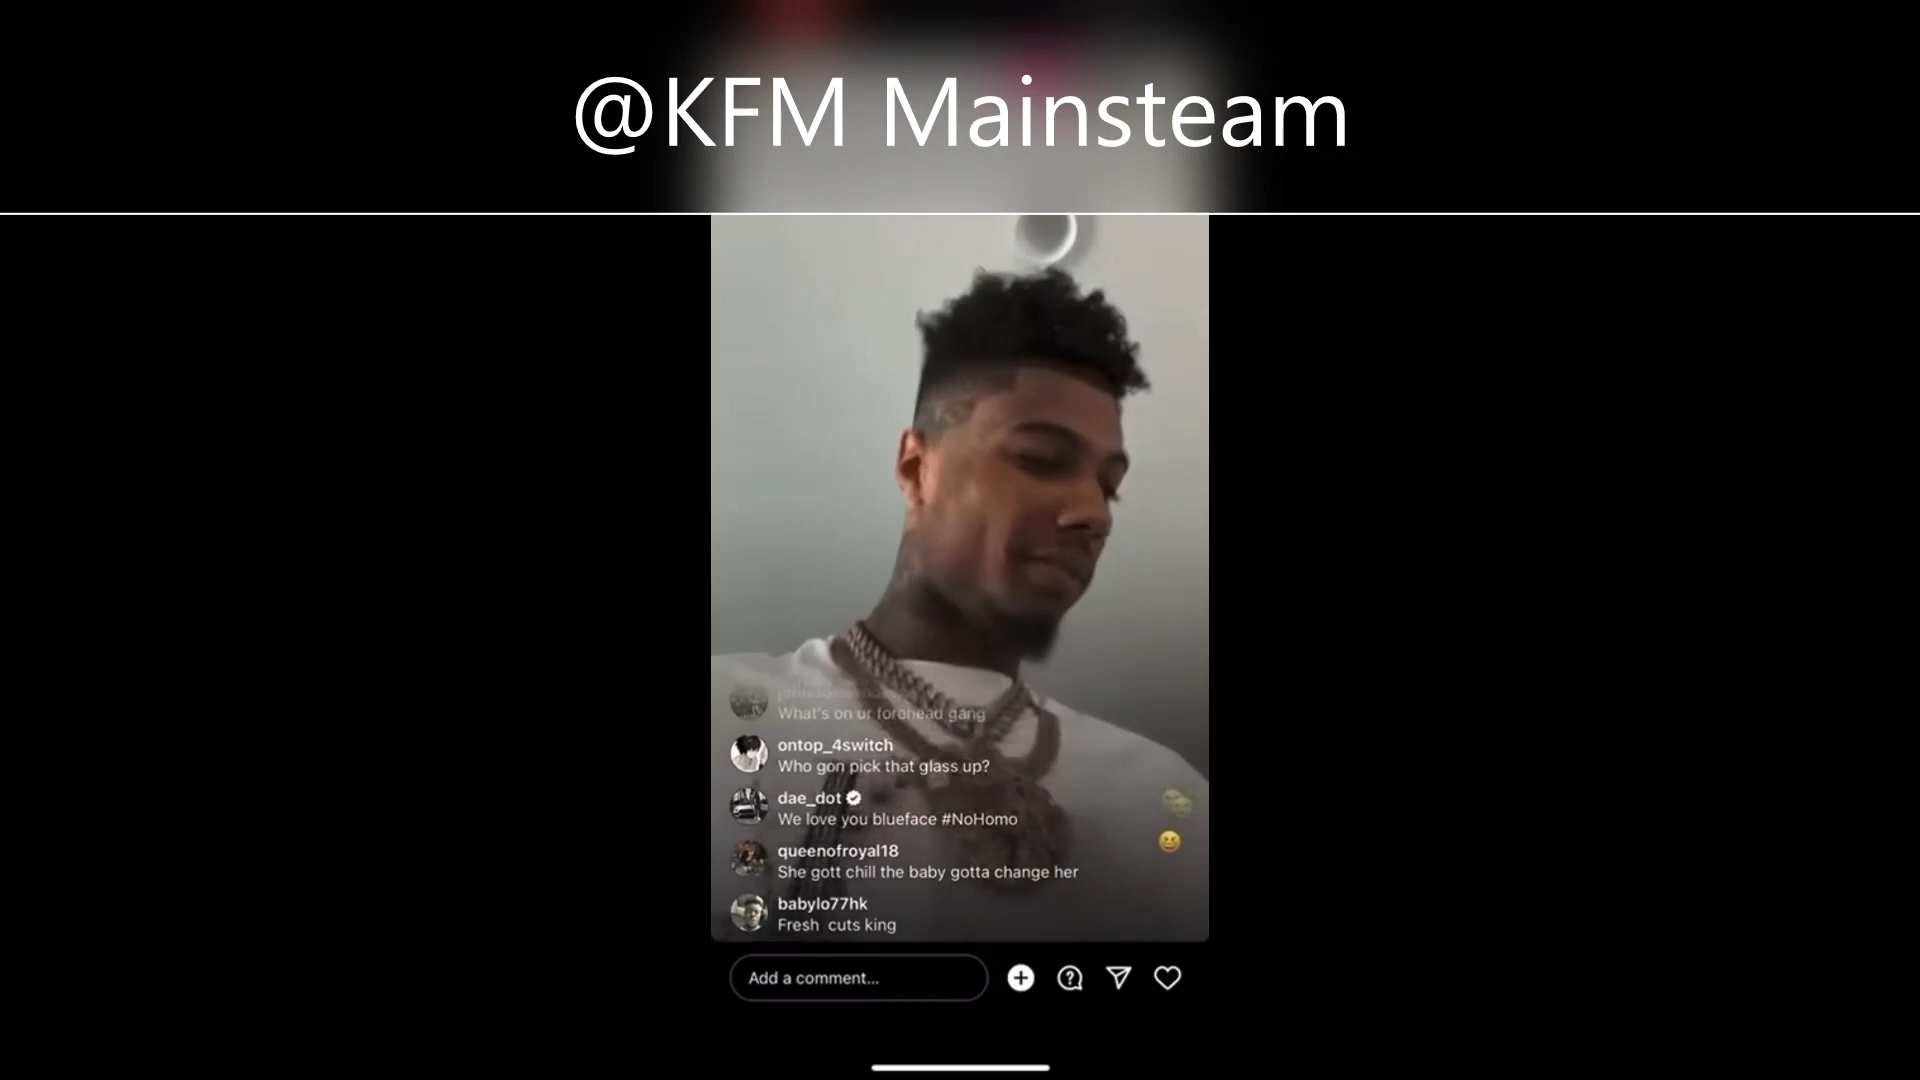 @KFM Mainsteam
What's on ur forohead gang
ontop_4switch
Who gon pick that glass up?
dae_dot
We love you blueface #NoHomo
queenofroyal18
She gott chill the baby gotta change her
babylo77hk
Fresh cuts king
Add a comment...